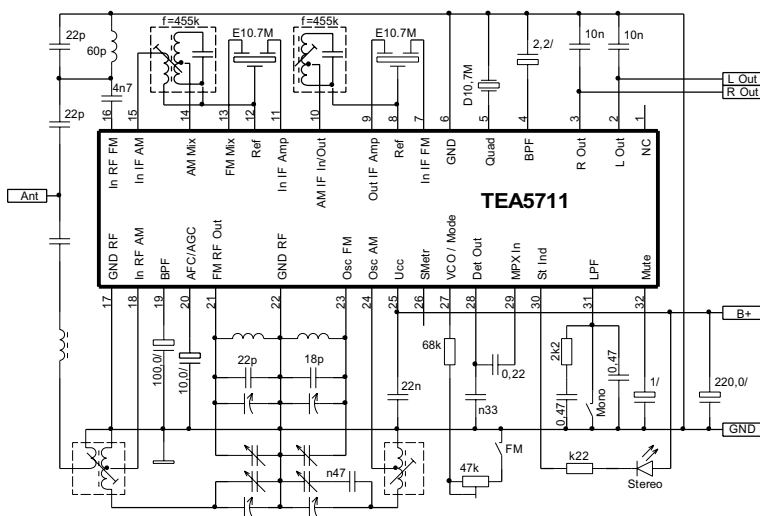 f=455k
f=455k
22p
60p
E10.7M
E10.7M
2,2/
10n
10n
D10,7M
L Out
R Out
4n7
22p
16
15
14
13
12
11
10
9
8
7
6
5
4
3
2
1
In RF FM
In IF AM
AM Mix
FM Mix
Ref
In IF Amp
AM IF In/Out
Out IF Amp
Ref
In IF FM
GND
Quad
BPF
R Out
L Out
NC
Ant
TEA5711
GND RF
In RF AM
BPF
AFC/AGC
FM RF Out
GND RF
Osc FM
Osc AM
Ucc
SMetr
VCO / Mode
Det Out
MPX In
St Ind
LPF
Mute
17
18
19
20
21
22
23
24
25
26
27
28
29
30
31
32
B+
68k
2k2
0,47
100,0/
10,0/
22p
18p
0,22
22n
n33
0,47
Mono
1/
220,0/
GND
FM
n47
47k
k22
Stereo